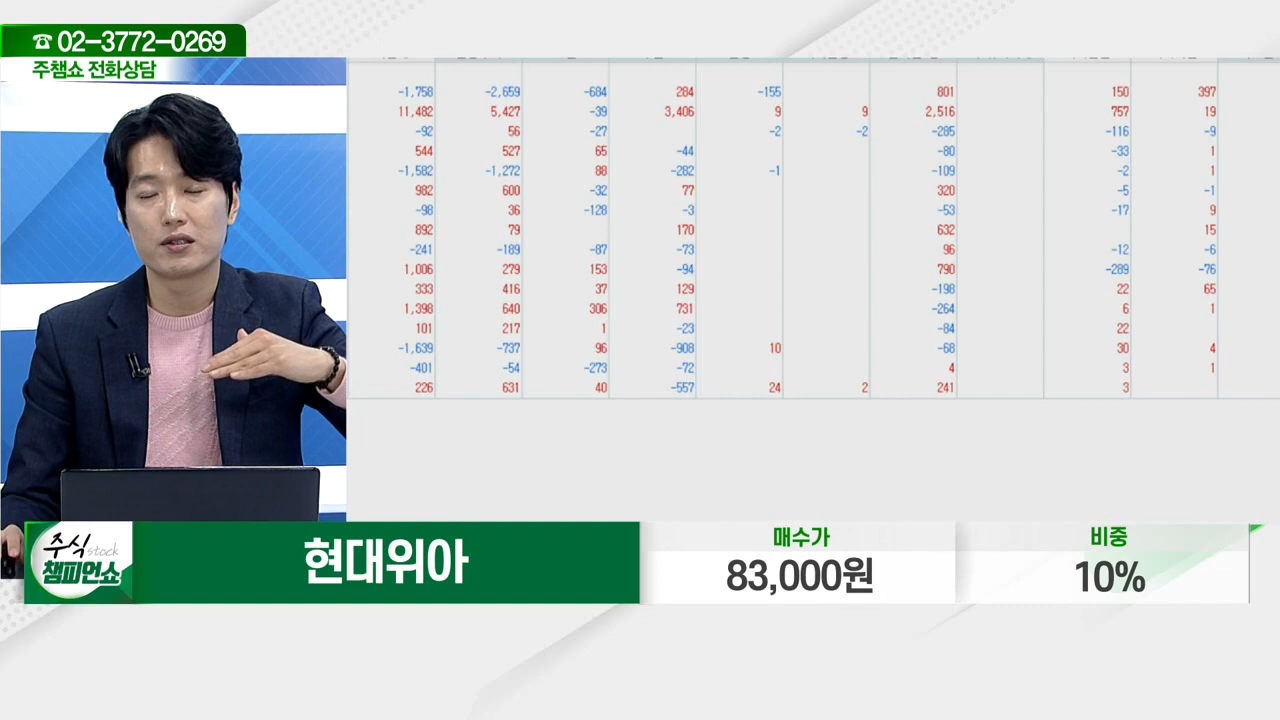 ☎ 02-3772-0269
주챔쇼 전화상담
-1,758 -2,659 -684 284 -155 801 150 397
11,482 5,427 -39 3,406 9 9 2,516 757 19
-92 56 -27 -2 -2 -285 -116 -9
544 527 65 -44 -80 -33 1
-1,582 -1,272 88 -282 -1 -109 -2 1
982 600 -32 77 320 -5 -1
-98 36 -128 -3 -53 -17 9
892 79 170 632 15
-241 -189 -87 -73 96 -12 -6
1,006 279 153 -94 790 -289 -76
333 416 37 129 -198 22 65
1,398 640 306 731 -264 6 1
101 217 1 -23 -84 22
-1,639 -737 96 -908 10 -68 30 4
-401 -54 -273 -72 4 3 1
226 631 40 -557 24 2 241 3
주식 stock
챔피언쇼
현대위아
매수가
83,000원
비중
10%